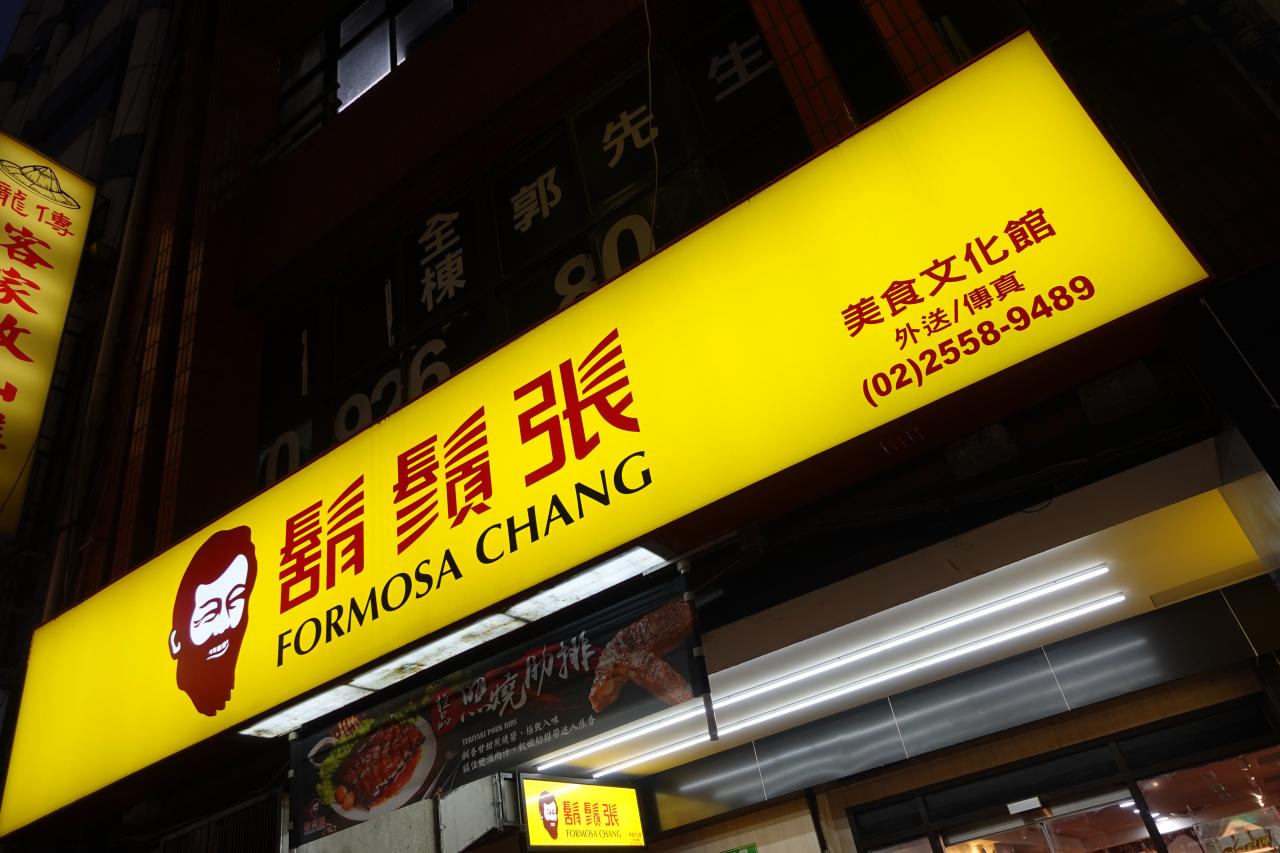 鬍鬚張
FORMOSA CHANG
美食文化館
外送/傳真
(02)2558-9489
全棟
郭先生
0926
80
龍傳
客家
照燒肋排
TERIYAKI PORK RIBS
鬍鬚張
FORMOSA CHANG